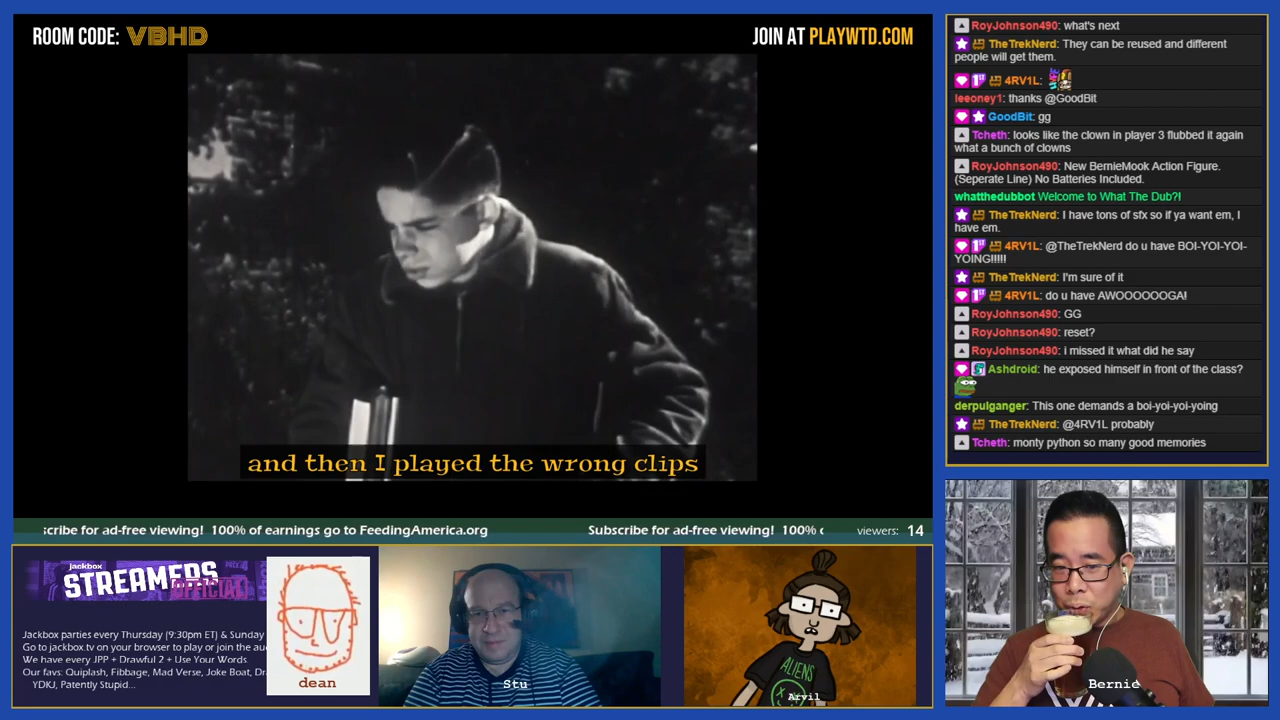 ROOM CODE: VBHD
JOIN AT PLAYWTD.COM
and then I played the wrong clips
scribe for ad-free viewing! 100% of earnings go to FeedingAmerica.org
Subscribe for ad-free viewing! 100%
viewers: 14
jackbox
STREAMERS
OFFICIAL
Jackbox parties every Thursday (9:30pm ET) & Sunday
Go to jackbox.tv on your browser to play or join the au
We have every JPP + Drawful 2 + Use Your Words.
Our favs: Quiplash, Fibbage, Mad Verse, Joke Boat, Dr
YDKJ, Patently Stupid...
dean
Stu
ALIENS
Arvil
Bernie
RoyJohnson490: what's next
TheTrekNerd: They can be reused and different
people will get them.
4RV1L:
leeoney1: thanks @GoodBit
GoodBit: gg
Tcheth: looks like the clown in player 3 flubbed it again
what a bunch of clowns
RoyJohnson490: New BernieMook Action Figure.
(Seperate Line) No Batteries Included.
whatthedubbot Welcome to What The Dub?!
TheTrekNerd: I have tons of sfx so if ya want em, I
have em.
4RV1L: @TheTrekNerd do u have BOI-YOI-YOI-
YOING!!!!!
TheTrekNerd: I'm sure of it
4RV1L: do u have AWOOOOOOGA!
RoyJohnson490: GG
RoyJohnson490: reset?
RoyJohnson490: i missed it what did he say
Ashdroid: he exposed himself in front of the class?
derpulganger: This one demands a boi-yoi-yoi-yoing
TheTrekNerd: @4RV1L probably
Tcheth: monty python so many good memories